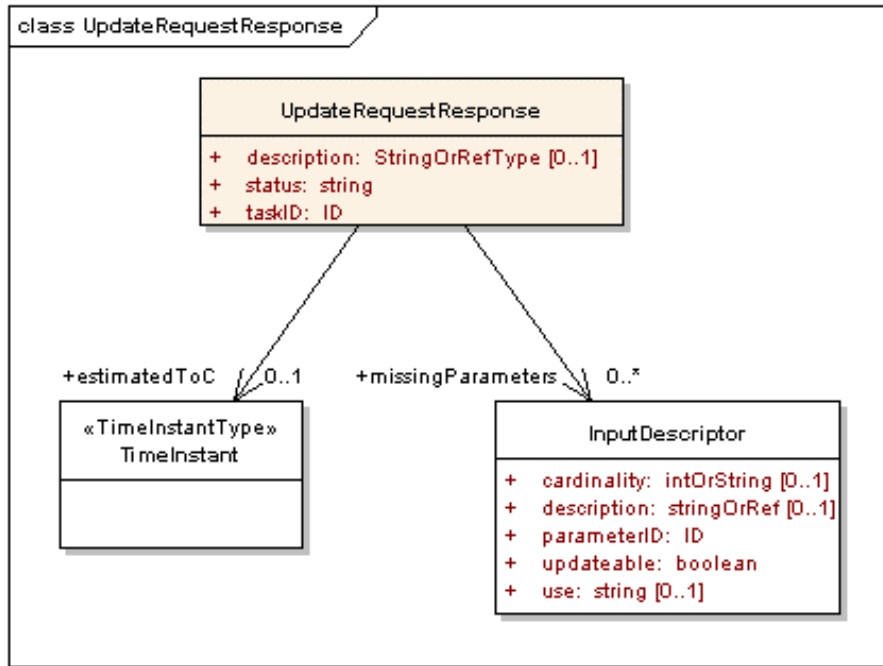 class UpdateRequestResponse
UpdateRequestResponse
+ description: StringOrRefType [0..1]
+ status: string
+ taskID: ID
+estimatedToC 0..1
+missingParameters 0..*
«TimeInstantType»
TimeInstant
InputDescriptor
+ cardinality: intOrString [0..1]
+ description: stringOrRef [0..1]
+ parameterID: ID
+ updateable: boolean
+ use: string [0..1]